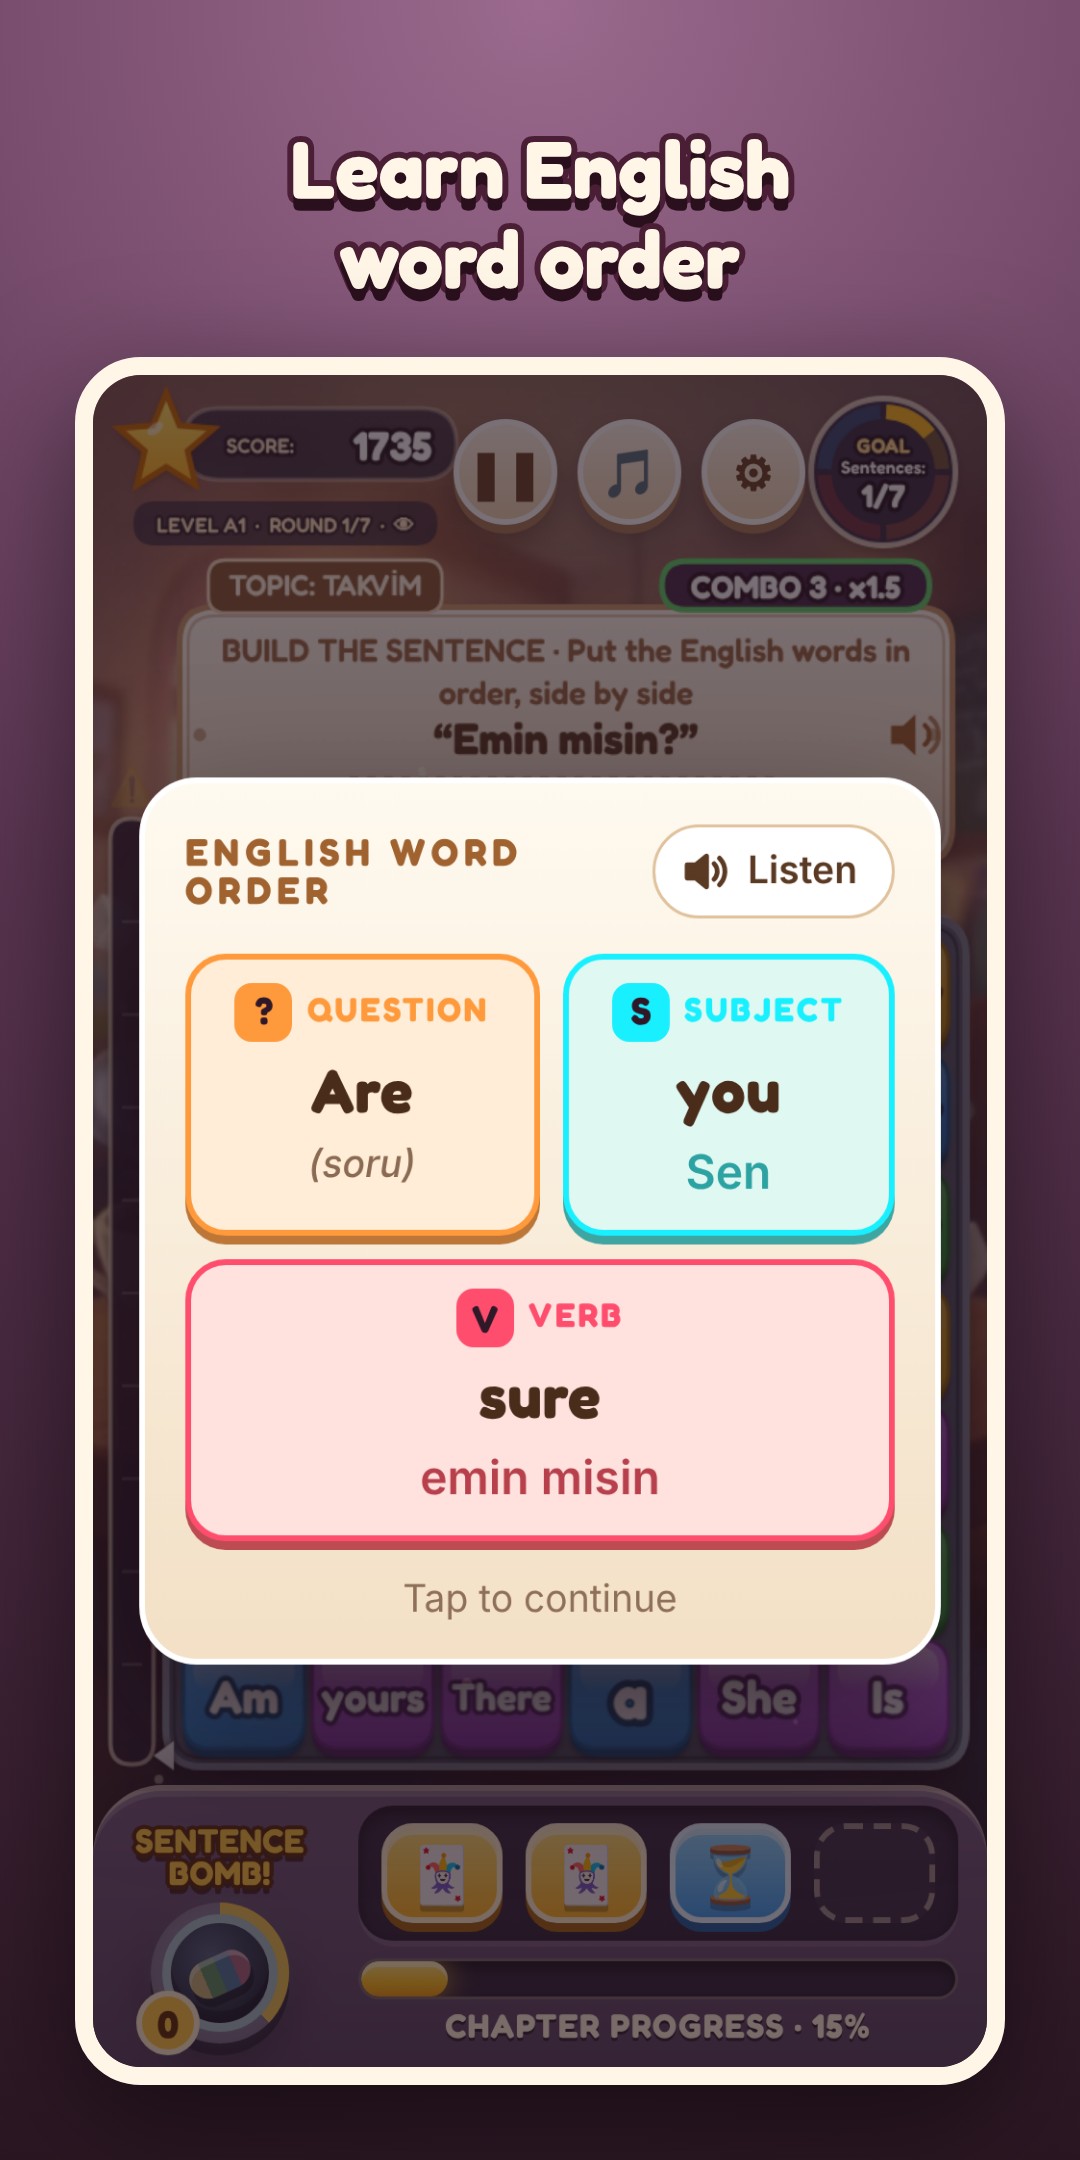 Learn English
word order
SCORE: 1735
GOAL
Sentences:
1/7
LEVEL A1 · ROUND 1/7 ·
TOPIC: TAKVİM
COMBO 3 · x1.5
BUILD THE SENTENCE · Put the English words in
order, side by side
“Emin misin?”
ENGLISH WORD
ORDER
Listen
? QUESTION
Are
(soru)
S SUBJECT
you
Sen
V VERB
sure
emin misin
Tap to continue
Am yours There a She Is
SENTENCE
BOMB!
0
CHAPTER PROGRESS · 15%